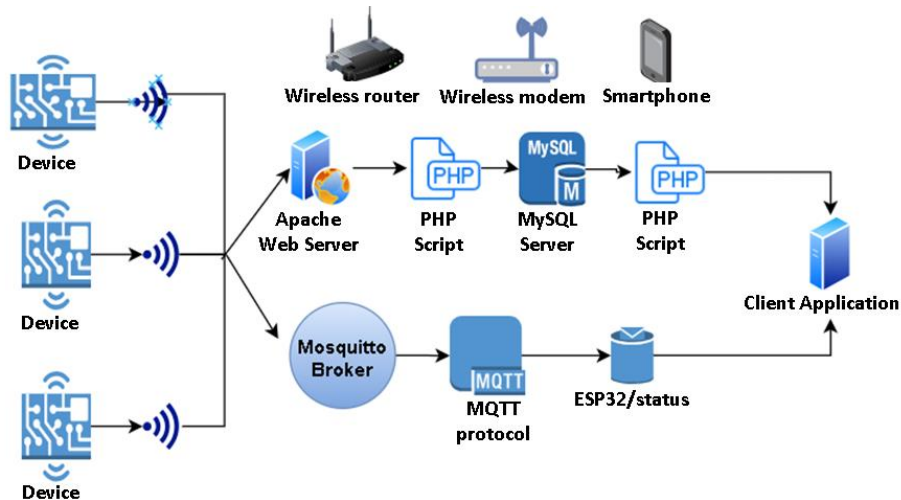 Wireless router
Wireless modem
Smartphone
Device
Apache
Web Server
PHP
PHP
Script
MySQL
M
MySQL
Server
PHP
PHP
Script
Client Application
Device
Mosquitto
Broker
MQTT
MQTT
protocol
ESP32/status
Device